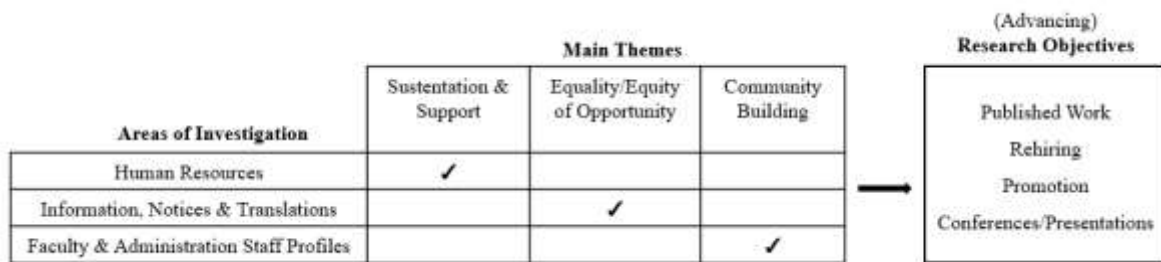 (Advancing)
Research Objectives
Main Themes
Sustentation &
Support
Equality/Equity
of Opportunity
Community
Building
Areas of Investigation
Human Resources
✓
Information, Notices & Translations
✓
Faculty & Administration Staff Profiles
✓
Published Work
Rehiring
Promotion
Conferences/Presentations